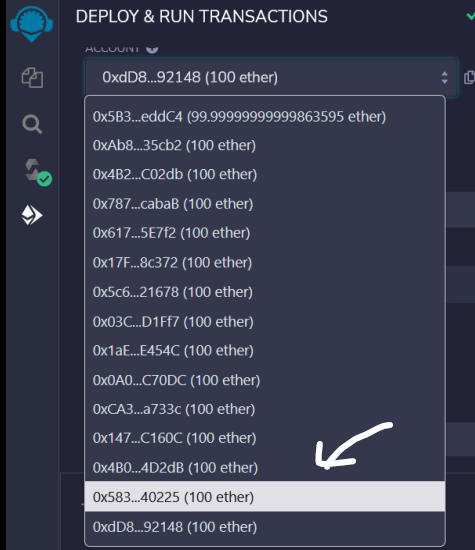 DEPLOY & RUN TRANSACTIONS
ACCOUNT
0xdD8...92148 (100 ether)
0x5B3...eddC4 (99.99999999999863595 ether)
0xAb8...35cb2 (100 ether)
0x4B2...C02db (100 ether)
0x787...cabaB (100 ether)
0x617...5E7f2 (100 ether)
0x17F...8c372 (100 ether)
0x5c6...21678 (100 ether)
0x03C...D1Ff7 (100 ether)
0x1aE...E454C (100 ether)
0x0A0...C70DC (100 ether)
0xCA3...a733c (100 ether)
0x147...C160C (100 ether)
0x4B0...4D2dB (100 ether)
0x583...40225 (100 ether)
0xdD8...92148 (100 ether)